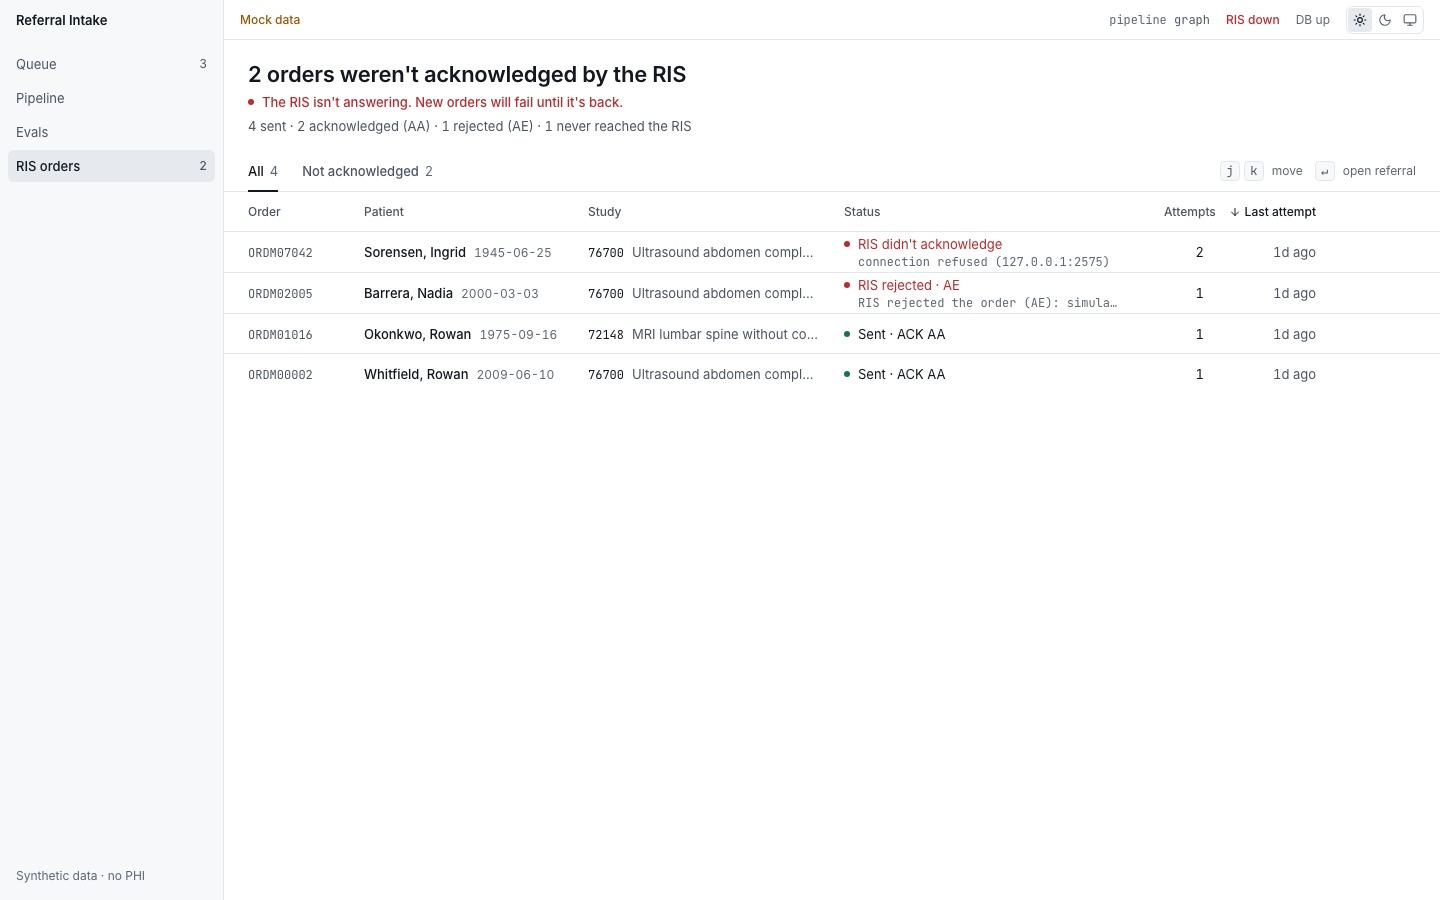 Referral Intake
Mock data
pipeline graph RIS down DB up
Queue 3
Pipeline
Evals
RIS orders 2
2 orders weren't acknowledged by the RIS
The RIS isn't answering. New orders will fail until it's back.
4 sent · 2 acknowledged (AA) · 1 rejected (AE) · 1 never reached the RIS
All 4 Not acknowledged 2
j k move ↵ open referral
Order Patient Study Status Attempts ↓ Last attempt
ORDM07042 Sorensen, Ingrid 1945-06-25 76700 Ultrasound abdomen compl... RIS didn't acknowledge 2 1d ago
connection refused (127.0.0.1:2575)
ORDM02005 Barrera, Nadia 2000-03-03 76700 Ultrasound abdomen compl... RIS rejected · AE 1 1d ago
RIS rejected the order (AE): simula…
ORDM01016 Okonkwo, Rowan 1975-09-16 72148 MRI lumbar spine without co... Sent · ACK AA 1 1d ago
ORDM00002 Whitfield, Rowan 2009-06-10 76700 Ultrasound abdomen compl... Sent · ACK AA 1 1d ago
Synthetic data · no PHI